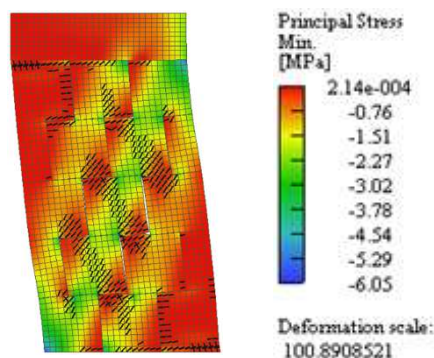 Principal Stress
Min.
[MPa]
2.14e-004
-0.76
-1.51
-2.27
-3.02
-3.78
-4.54
-5.29
-6.05
Deformation scale:
100.8908521